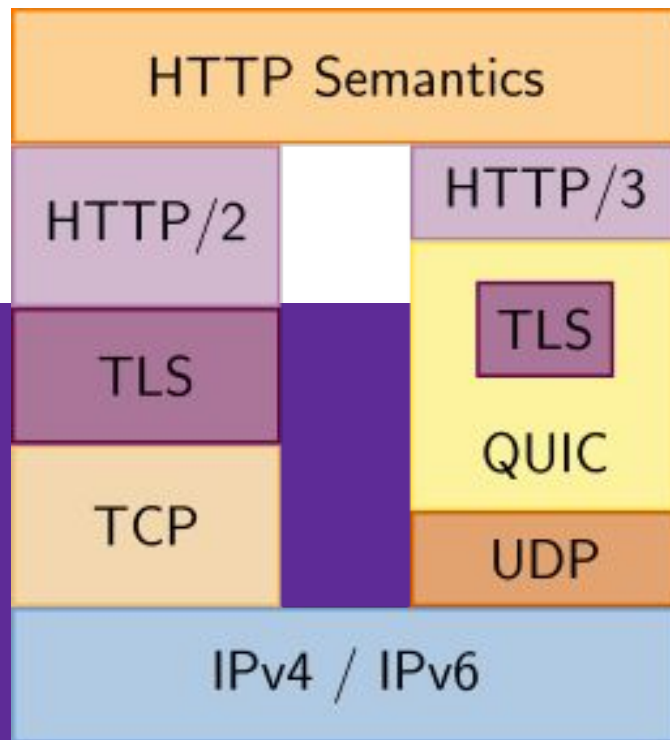 HTTP Semantics
HTTP/2
TLS
TCP
HTTP/3
TLS
QUIC
UDP
IPv4 / IPv6